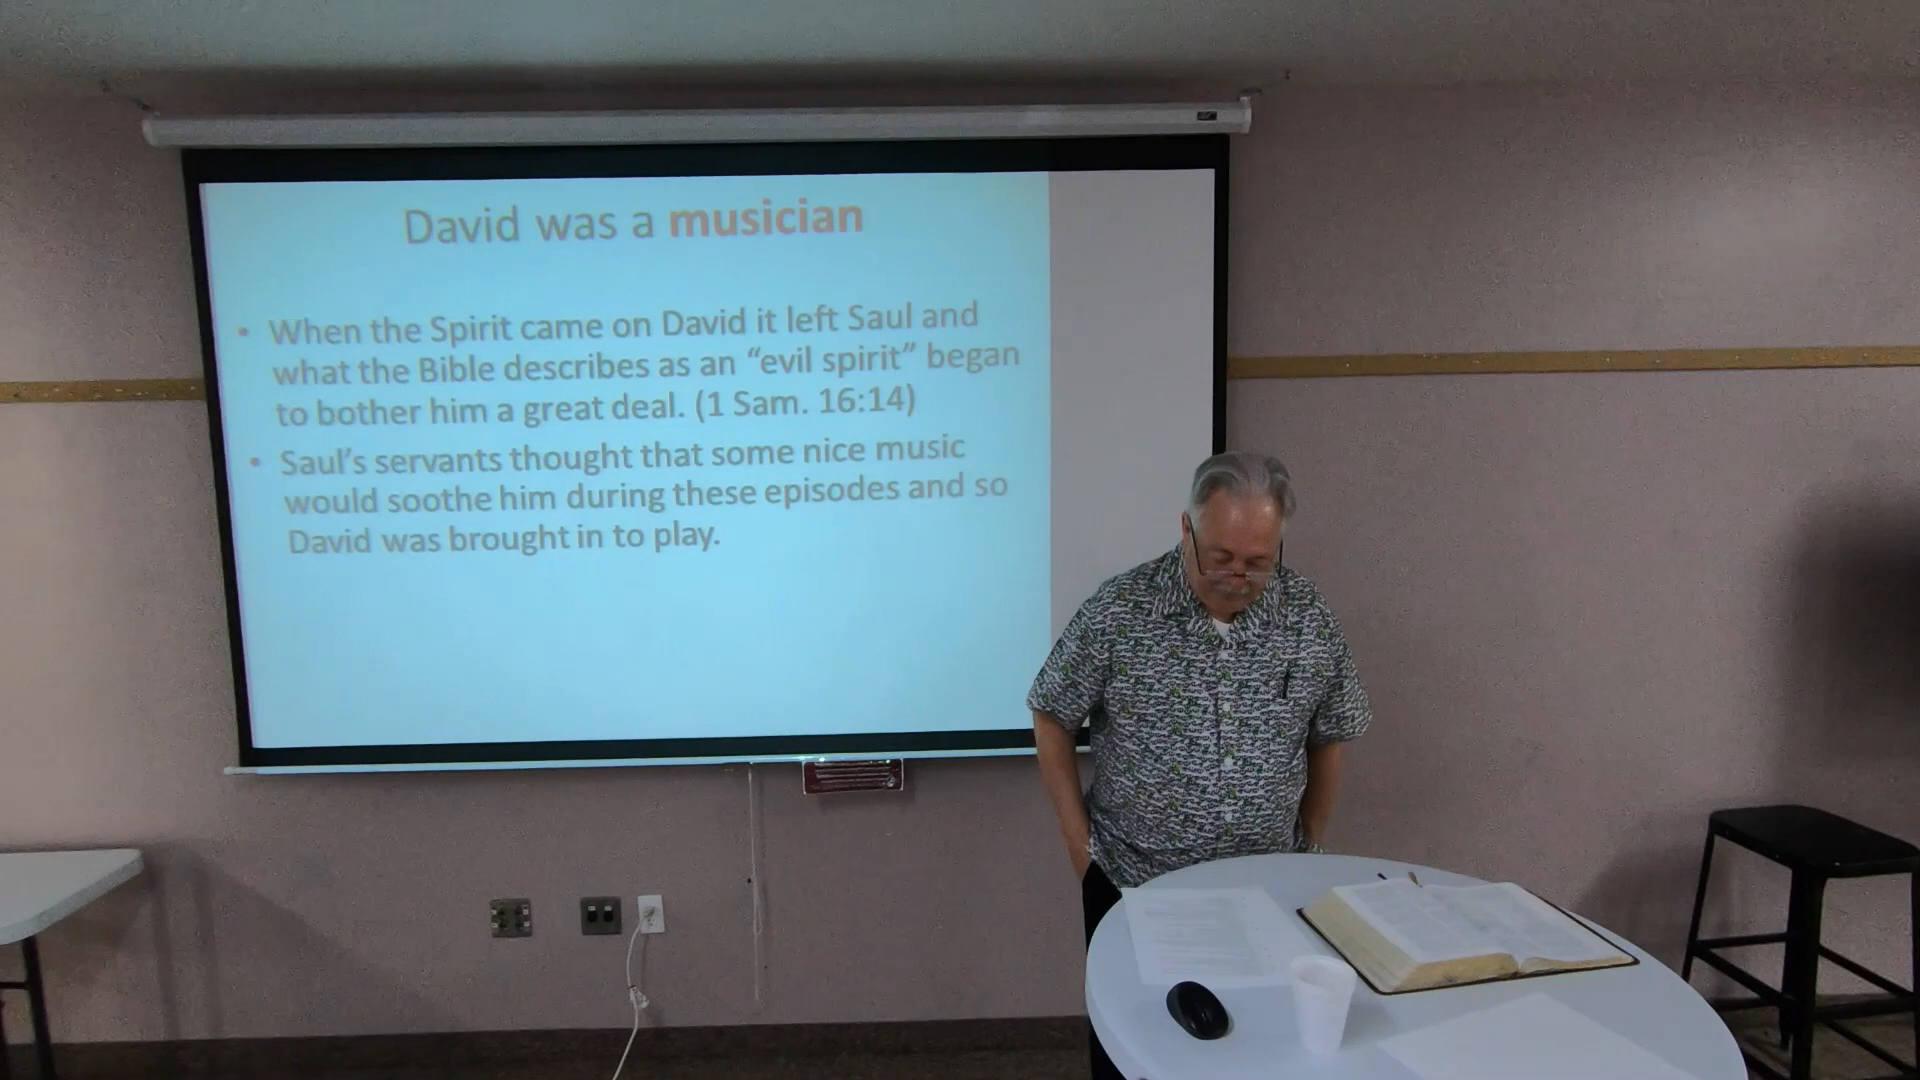 David was a musician
• When the Spirit came on David it left Saul and
what the Bible describes as an “evil spirit” began
to bother him a great deal. (1 Sam. 16:14)
• Saul’s servants thought that some nice music
would soothe him during these episodes and so
David was brought in to play.